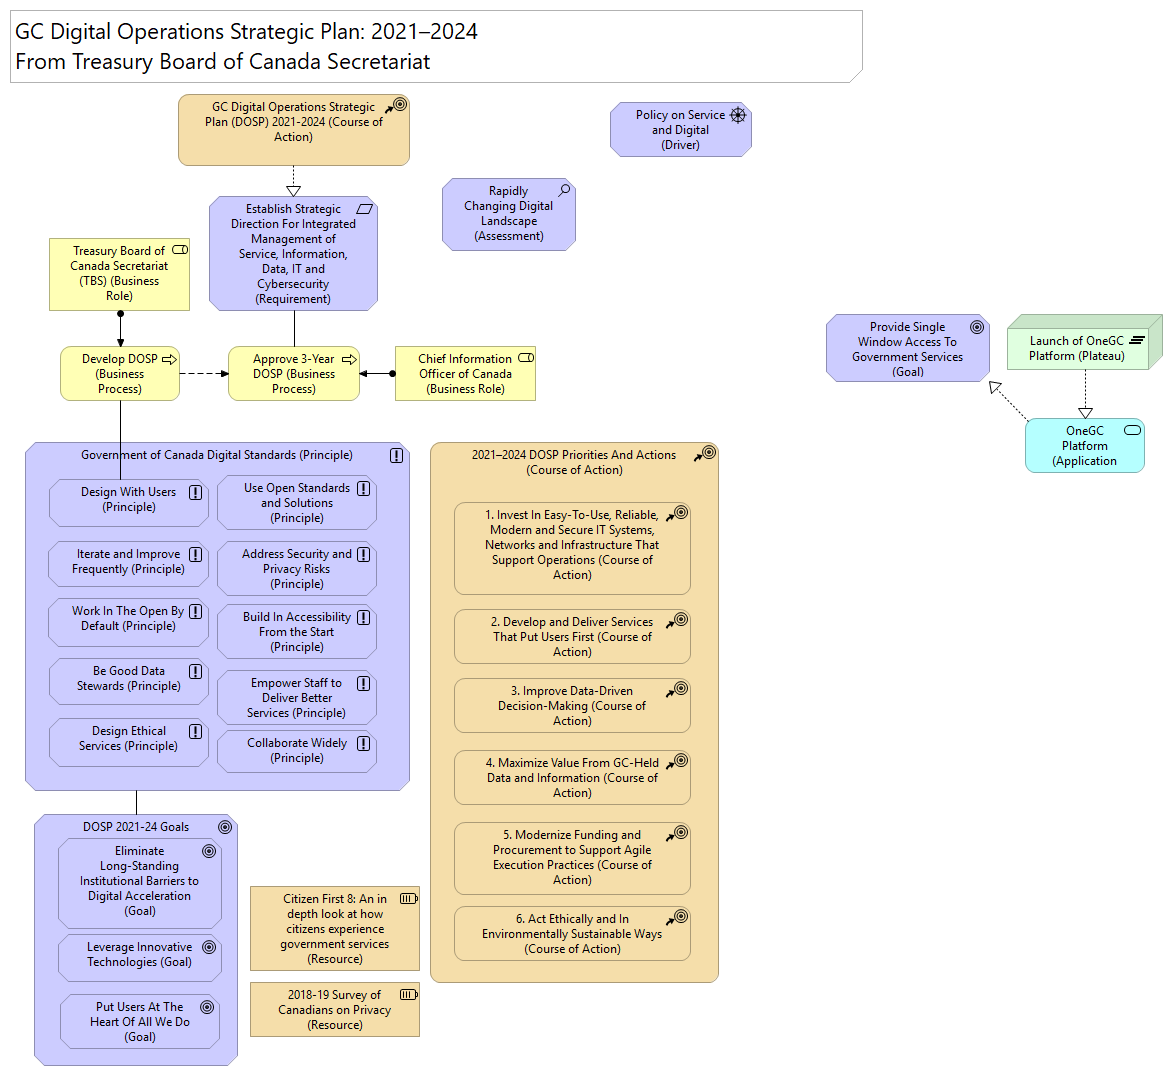 GC Digital Operations Strategic Plan: 2021–2024
From Treasury Board of Canada Secretariat
GC Digital Operations Strategic
Plan (DOSP) 2021-2024 (Course of
Action)
Policy on Service
and Digital
(Driver)
Rapidly
Changing Digital
Landscape
(Assessment)
Establish Strategic
Direction For Integrated
Management of
Service, Information,
Data, IT and
Cybersecurity
(Requirement)
Treasury Board of
Canada Secretariat
(TBS) (Business
Role)
Develop DOSP
(Business
Process)
Approve 3-Year
DOSP (Business
Process)
Chief Information
Officer of Canada
(Business Role)
Provide Single
Window Access To
Government Services
(Goal)
Launch of OneGC
Platform (Plateau)
OneGC
Platform
(Application
Government of Canada Digital Standards (Principle)
Design With Users
(Principle)
Use Open Standards
and Solutions
(Principle)
Iterate and Improve
Frequently (Principle)
Address Security and
Privacy Risks
(Principle)
Work In The Open By
Default (Principle)
Build In Accessibility
From the Start
(Principle)
Be Good Data
Stewards (Principle)
Empower Staff to
Deliver Better
Services (Principle)
Design Ethical
Services (Principle)
Collaborate Widely
(Principle)
2021–2024 DOSP Priorities And Actions
(Course of Action)
1. Invest In Easy-To-Use, Reliable,
Modern and Secure IT Systems,
Networks and Infrastructure That
Support Operations (Course of
Action)
2. Develop and Deliver Services
That Put Users First (Course of
Action)
3. Improve Data-Driven
Decision-Making (Course of
Action)
4. Maximize Value From GC-Held
Data and Information (Course of
Action)
5. Modernize Funding and
Procurement to Support Agile
Execution Practices (Course of
Action)
6. Act Ethically and In
Environmentally Sustainable Ways
(Course of Action)
DOSP 2021-24 Goals
Eliminate
Long-Standing
Institutional Barriers to
Digital Acceleration
(Goal)
Leverage Innovative
Technologies (Goal)
Put Users At The
Heart Of All We Do
(Goal)
Citizen First 8: An in
depth look at how
citizens experience
government services
(Resource)
2018-19 Survey of
Canadians on Privacy
(Resource)